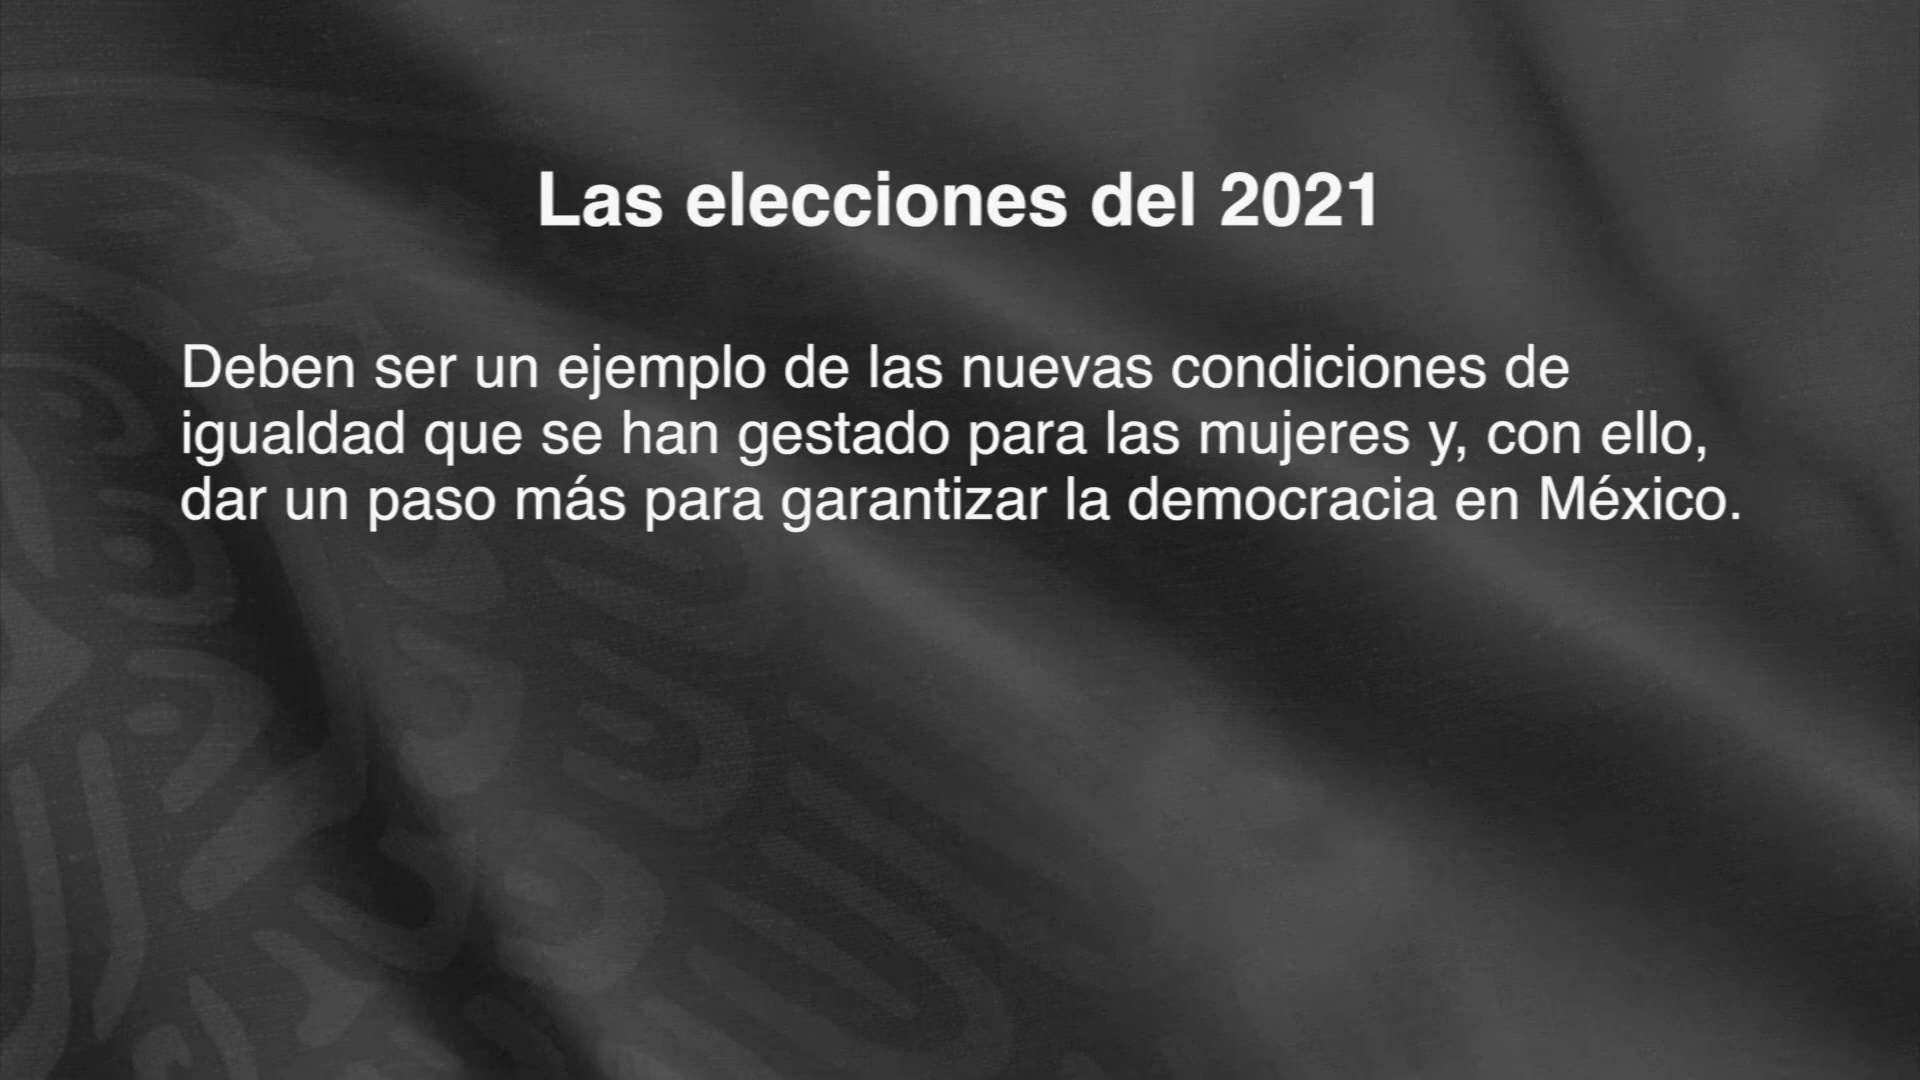 Las elecciones del 2021
Deben ser un ejemplo de las nuevas condiciones de
igualdad que se han gestado para las mujeres y, con ello,
dar un paso más para garantizar la democracia en México.